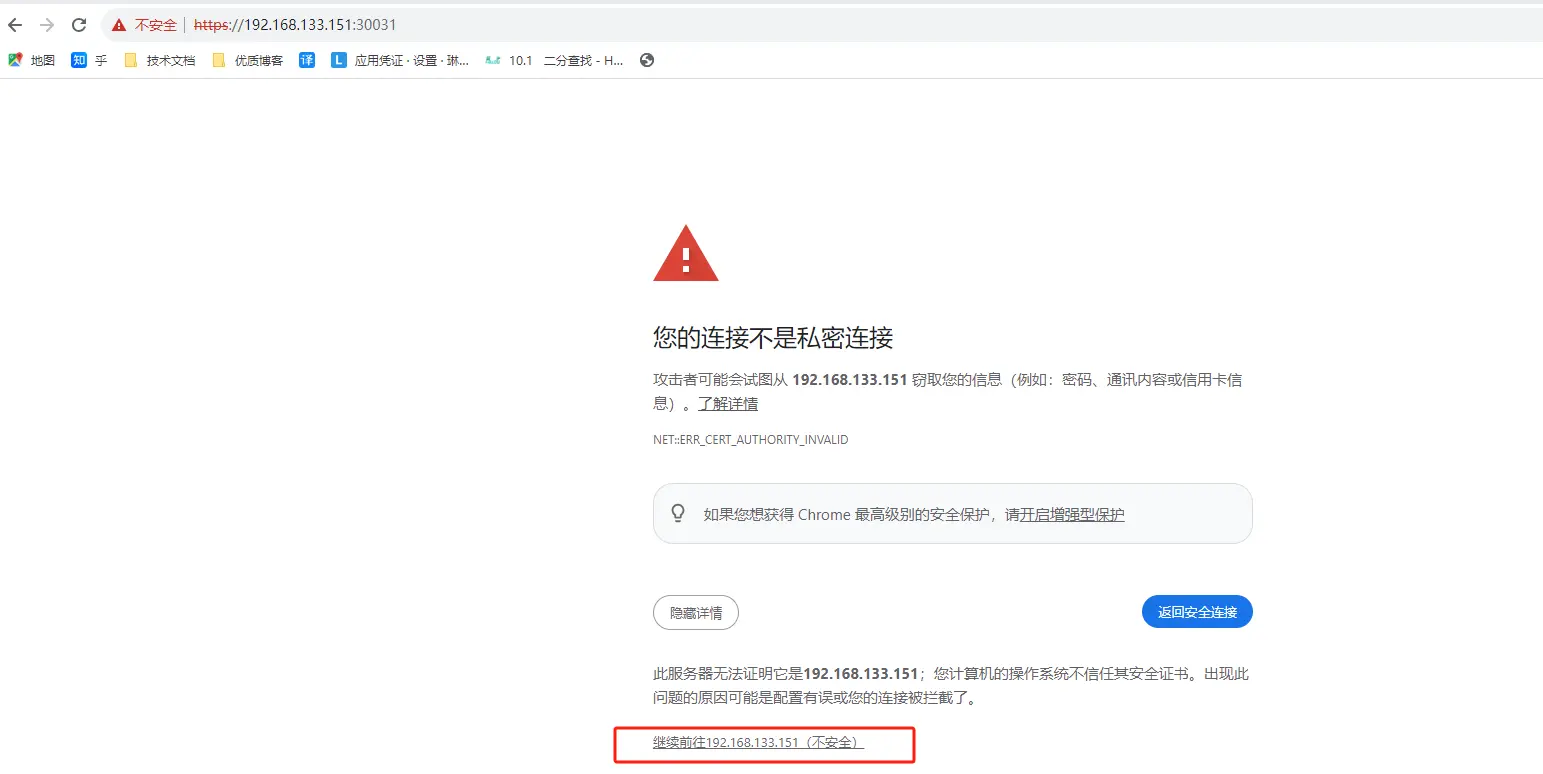 不安全 | https://192.168.133.151:30031
地图 知 乎 技术文档 优质博客 译 L 应用凭证 · 设置 · 琳... 10.1 二分查找 - H...
您的连接不是私密连接
攻击者可能会试图从 192.168.133.151 窃取您的信息（例如：密码、通讯内容或信用卡信
息）。了解详情
NET::ERR_CERT_AUTHORITY_INVALID
如果您想获得 Chrome 最高级别的安全保护，请开启增强型保护
隐藏详情 返回安全连接
此服务器无法证明它是192.168.133.151；您计算机的操作系统不信任其安全证书。出现此
问题的原因可能是配置有误或您的连接被拦截了。
继续前往192.168.133.151（不安全）